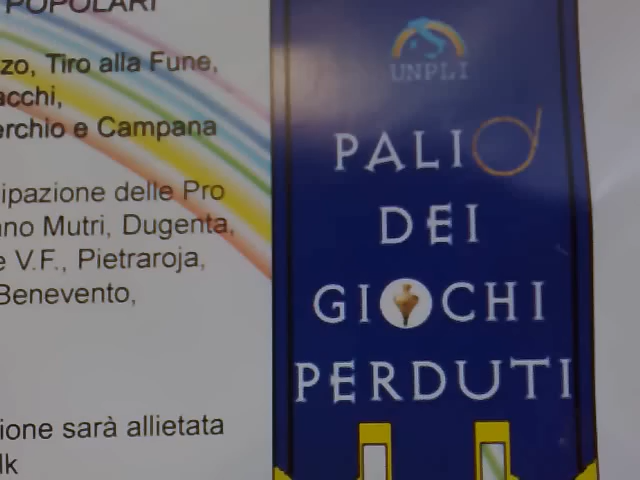 POPOLARI
zo, Tiro alla Fune,
acchi,
erchio e Campana
ipazione delle Pro
no Mutri, Dugenta,
e V.F., Pietraroja,
Benevento,
ione sarà allietata
lk
UNPLI
PALIO
DEI
GIOCHI
PERDUTI